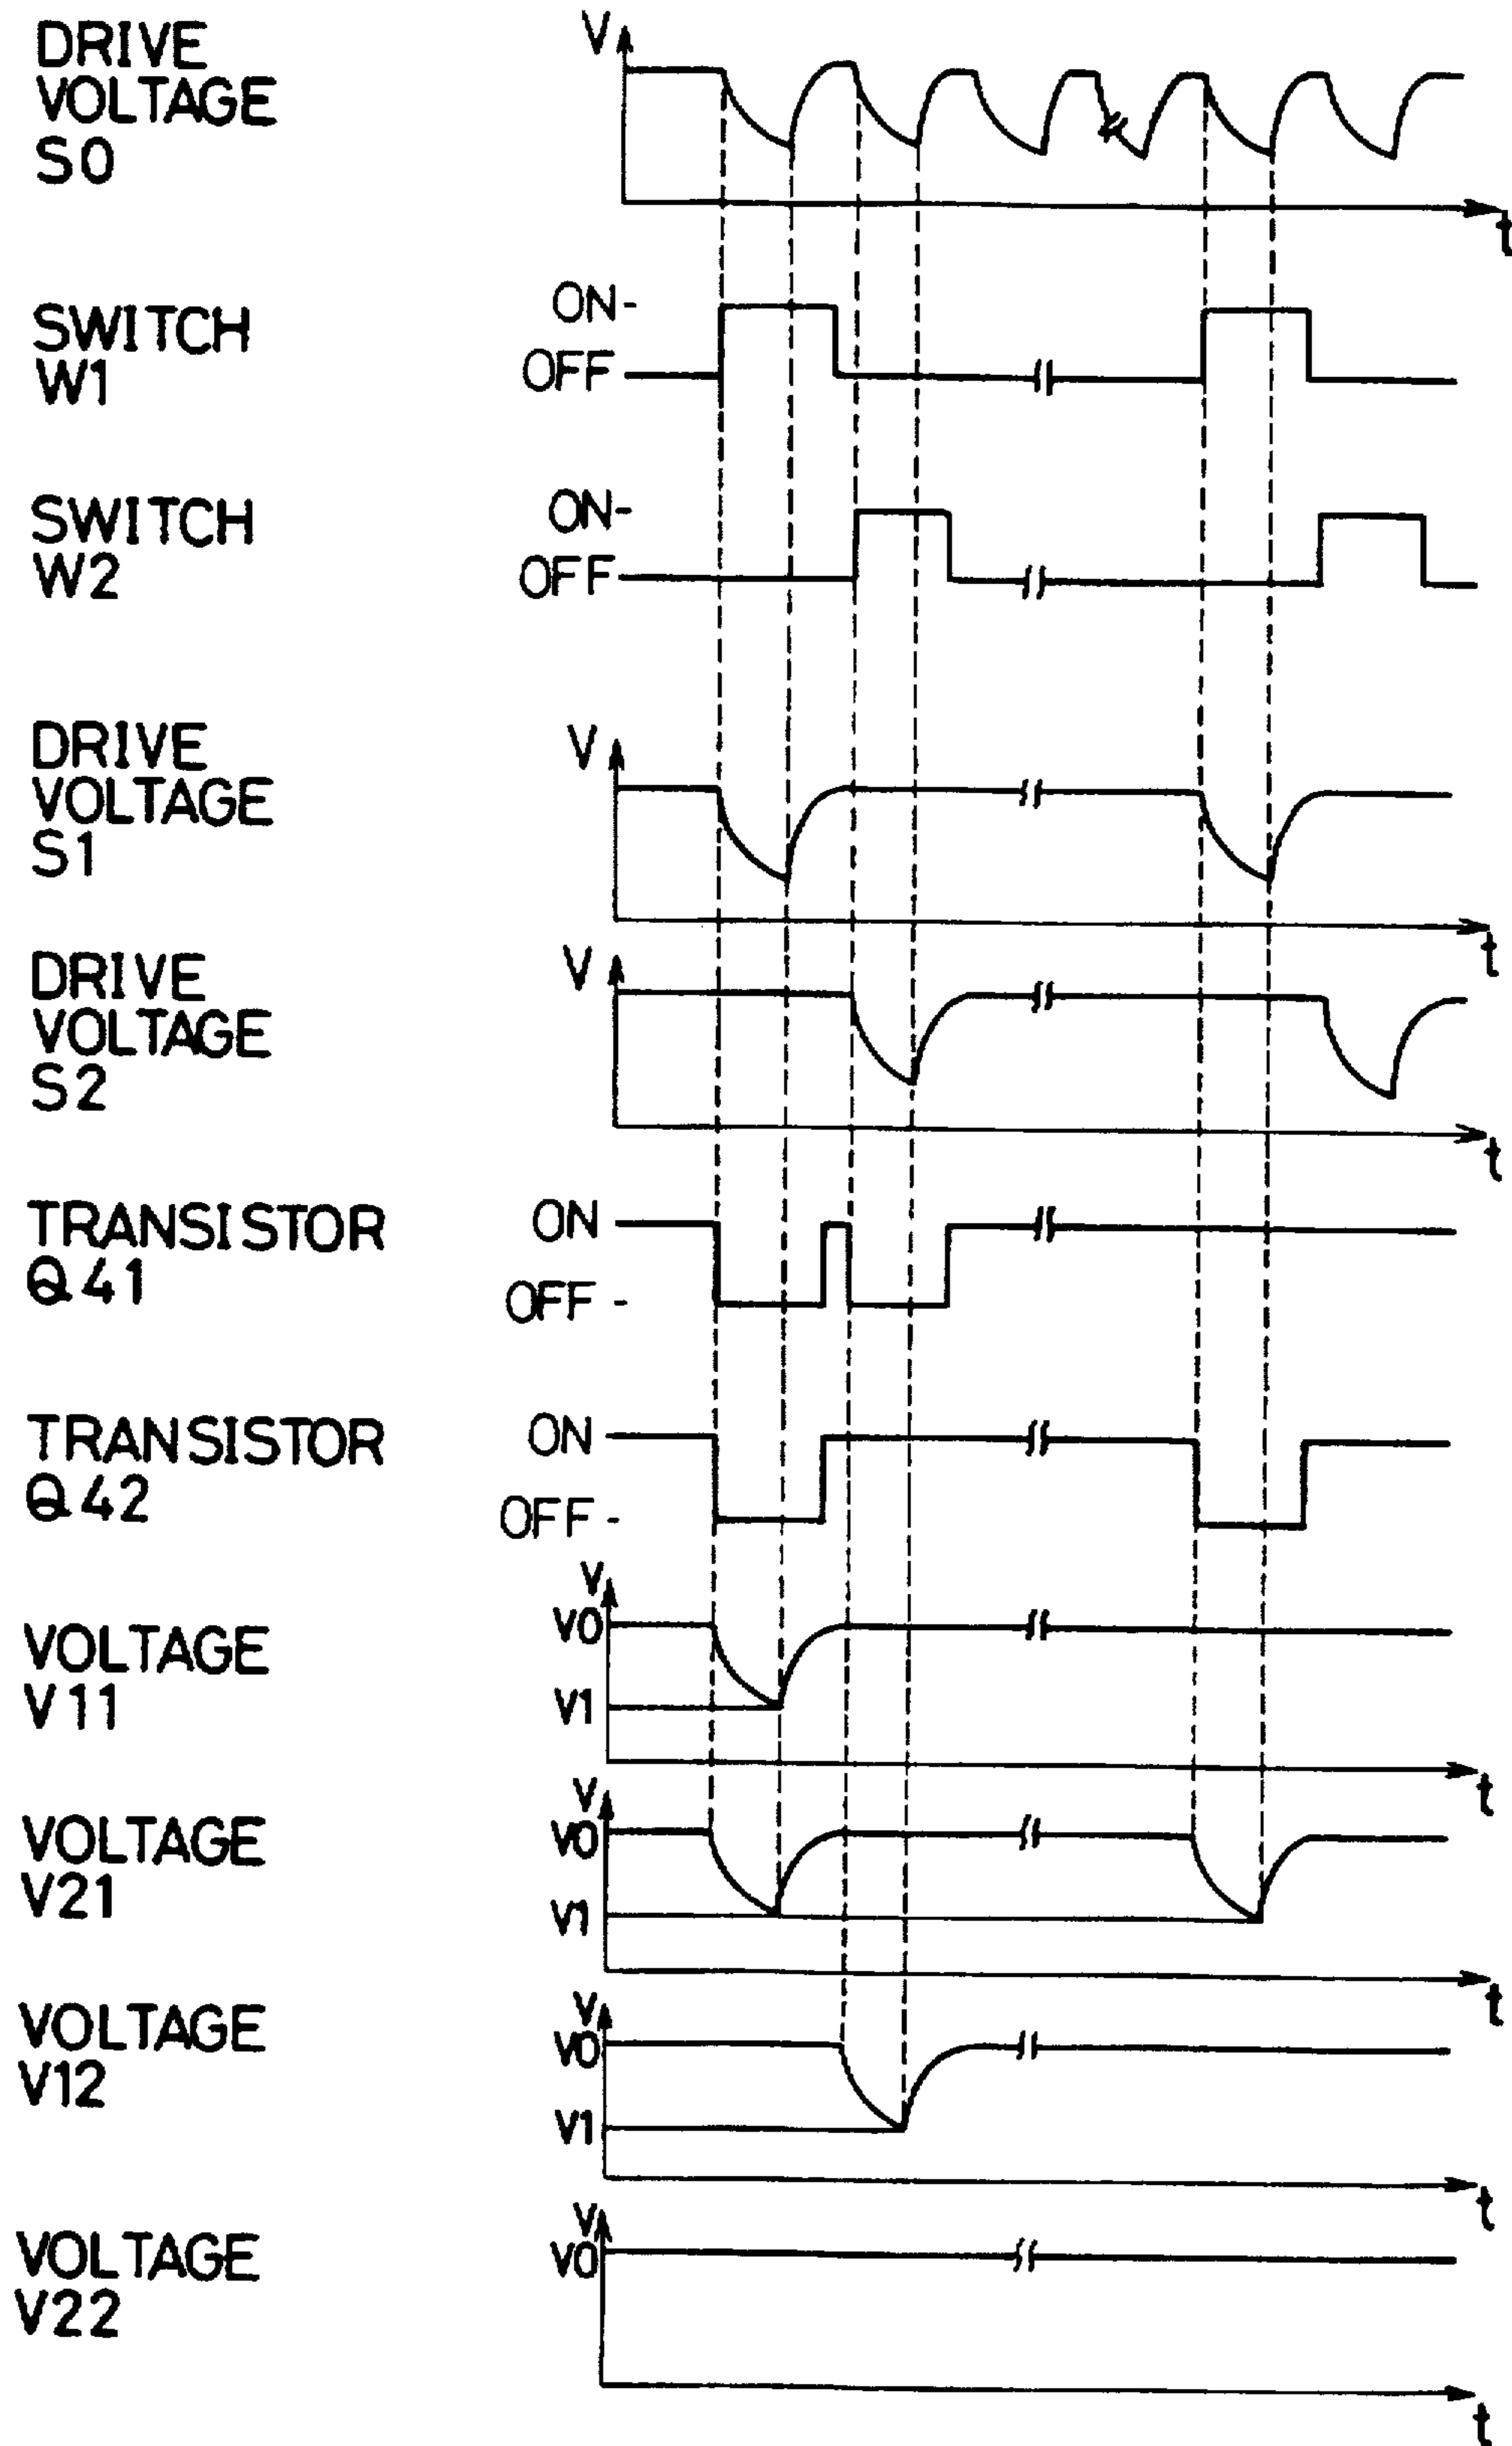 DRIVE
VOLTAGE
S0
V
t
SWITCH
W1
ON
OFF
SWITCH
W2
ON
OFF
DRIVE
VOLTAGE
S1
V
t
DRIVE
VOLTAGE
S2
V
t
TRANSISTOR
Q41
ON
OFF
TRANSISTOR
Q42
ON
OFF
VOLTAGE
V11
V
V0
V1
t
VOLTAGE
V21
V
V0
V1
t
VOLTAGE
V12
V
V0
V1
t
VOLTAGE
V22
V
V0
t